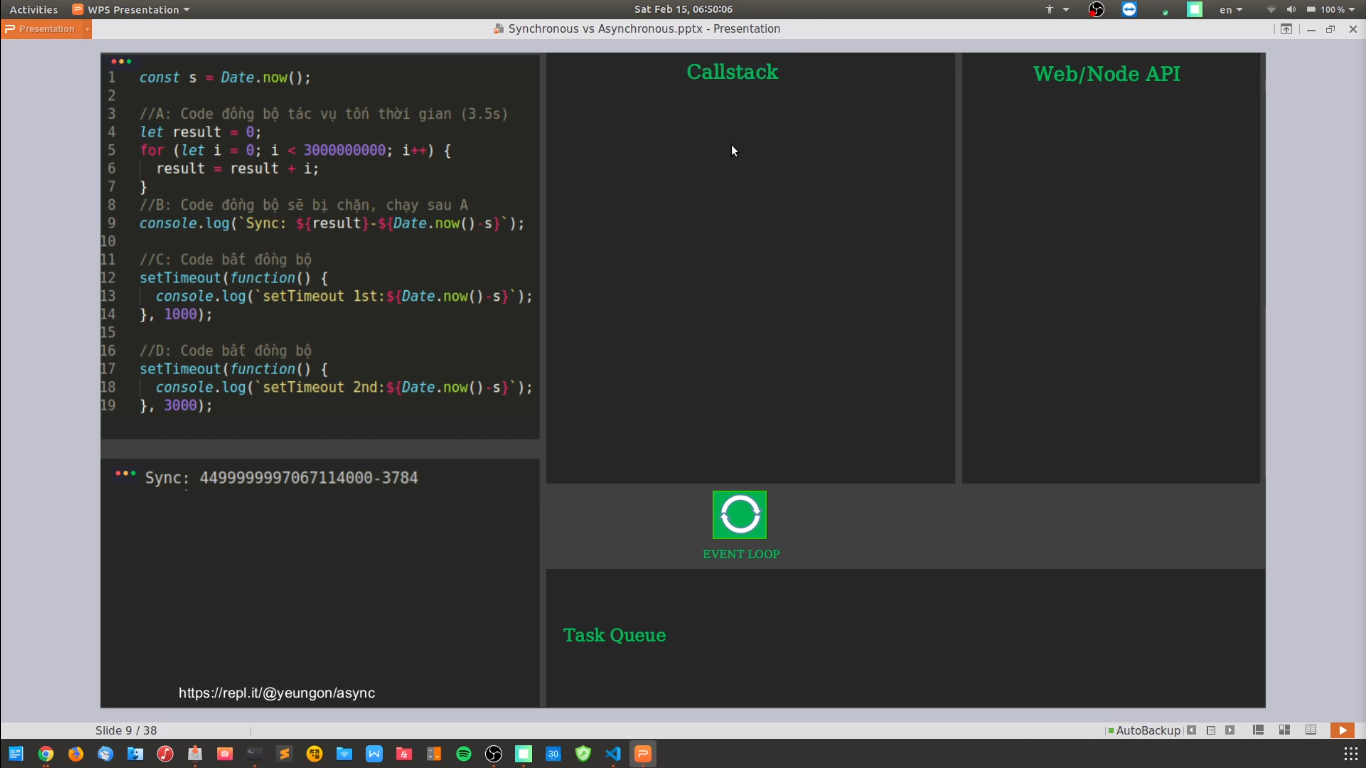 Activities WPS Presentation Sat Feb 15, 06:50:06 en 100 %
Presentation Synchronous vs Asynchronous.pptx - Presentation
1 const s = Date.now();
2
3 //A: Code đồng bộ tác vụ tốn thời gian (3.5s)
4 let result = 0;
5 for (let i = 0; i < 3000000000; i++) {
6 result = result + i;
7 }
8 //B: Code đồng bộ sẽ bị chặn, chạy sau A
9 console.log(`Sync: ${result}-${Date.now()-s}`);
10
11 //C: Code bất đồng bộ
12 setTimeout(function() {
13 console.log(`setTimeout 1st:${Date.now()-s}`);
14 }, 1000);
15
16 //D: Code bất đồng bộ
17 setTimeout(function() {
18 console.log(`setTimeout 2nd:${Date.now()-s}`);
19 }, 3000);
Callstack
Web/Node API
Sync: 4499999997067114000-3784
https://repl.it/@yeungon/async
EVENT LOOP
Task Queue
Slide 9 / 38 AutoBackup
30